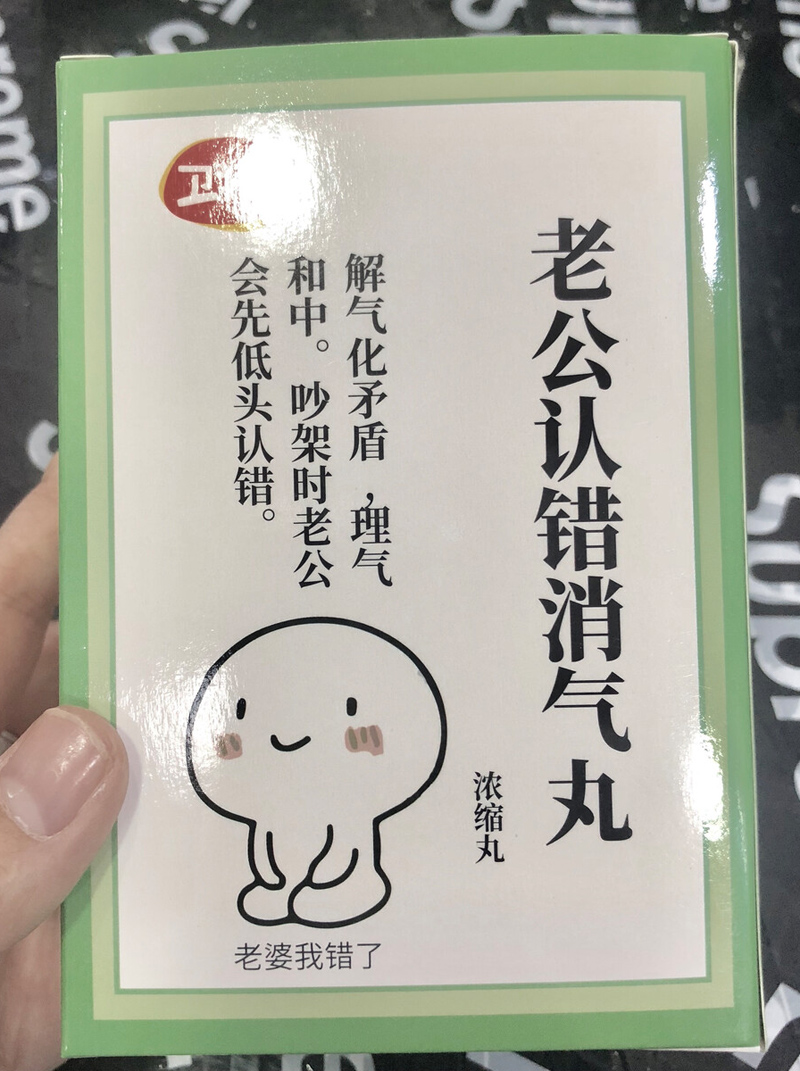 老公认错消气丸
浓缩丸
解气化矛盾，理气
和中。吵架时老公
会先低头认错。
老婆我错了
Supreme